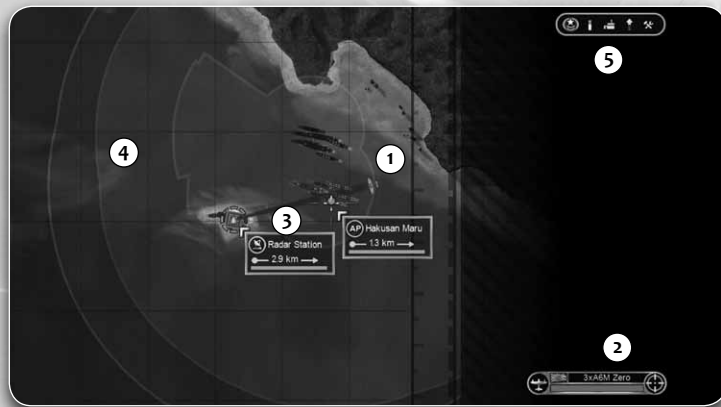 5
1
4
3
AP Hakusan Maru
1.3 km
Radar Station
2.9 km
2
3xA6M Zero